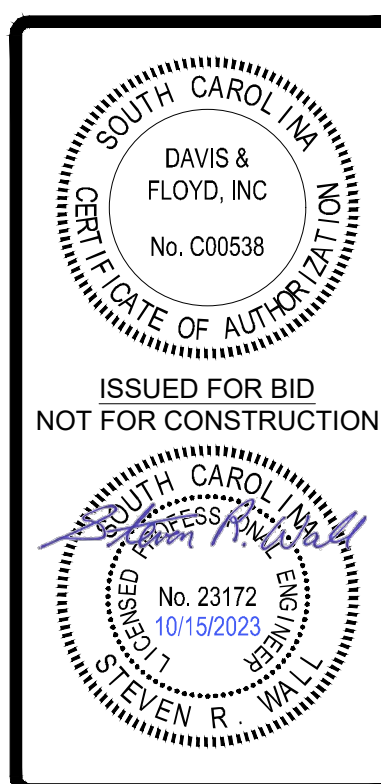 SOUTH CAROLINA
DAVIS &
FLOYD, INC
No. C00538
CERTIFICATE OF AUTHORIZATION
ISSUED FOR BID
NOT FOR CONSTRUCTION
SOUTH CAROLINA
LICENSED PROFESSIONAL ENGINEER
Steven R. Wall
No. 23172
10/15/2023
STEVEN R. WALL